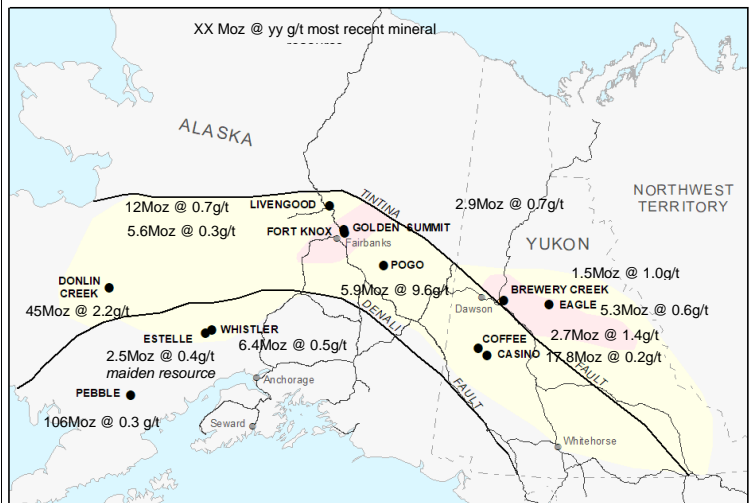 XX Moz @ yy g/t most recent mineral
ALASKA
NORTHWEST
TERRITORY
YUKON
TINTINA
FAULT
DENALI
FAULT
12Moz @ 0.7g/t
LIVENGOOD
2.9Moz @ 0.7g/t
5.6Moz @ 0.3g/t
FORT KNOX
GOLDEN SUMMIT
Fairbanks
POGO
5.9Moz @ 9.6g/t
1.5Moz @ 1.0g/t
DONLIN
CREEK
45Moz @ 2.2g/t
Dawson
BREWERY CREEK
EAGLE
5.3Moz @ 0.6g/t
2.7Moz @ 1.4g/t
COFFEE
CASINO
17.8Moz @ 0.2g/t
WHISTLER
ESTELLE
6.4Moz @ 0.5g/t
2.5Moz @ 0.4g/t
maiden resource
Anchorage
PEBBLE
106Moz @ 0.3 g/t
Seward
Whitehorse